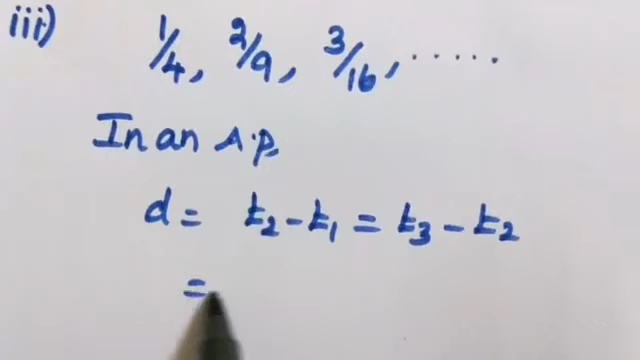 iii) 1/4, 2/9, 3/16, .....
In an A.P.
d = t₂ - t₁ = t₃ - t₂
=